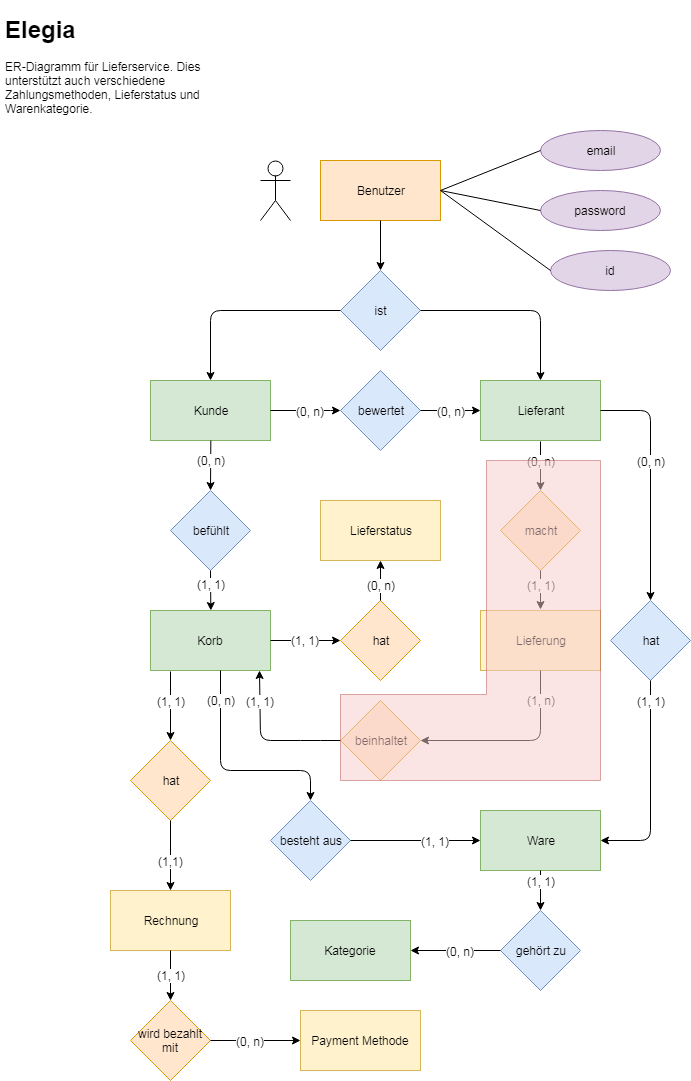 Elegia
ER-Diagramm für Lieferservice. Dies
unterstützt auch verschiedene
Zahlungsmethoden, Lieferstatus und
Warenkategorie.
email
Benutzer
password
id
ist
Kunde
(0, n)
bewertet
(0, n)
Lieferant
(0, n)
(0, n)
(0, n)
befühlt
Lieferstatus
macht
(1, 1)
(0, n)
(1, 1)
Korb
(1, 1)
hat
Lieferung
hat
(1, 1)
(0, n)
(1, 1)
(1, n)
(1, 1)
beinhaltet
hat
besteht aus
(1, 1)
Ware
(1,1)
(1, 1)
Rechnung
Kategorie
(0, n)
gehört zu
(1, 1)
wird bezahlt
mit
(0, n)
Payment Methode